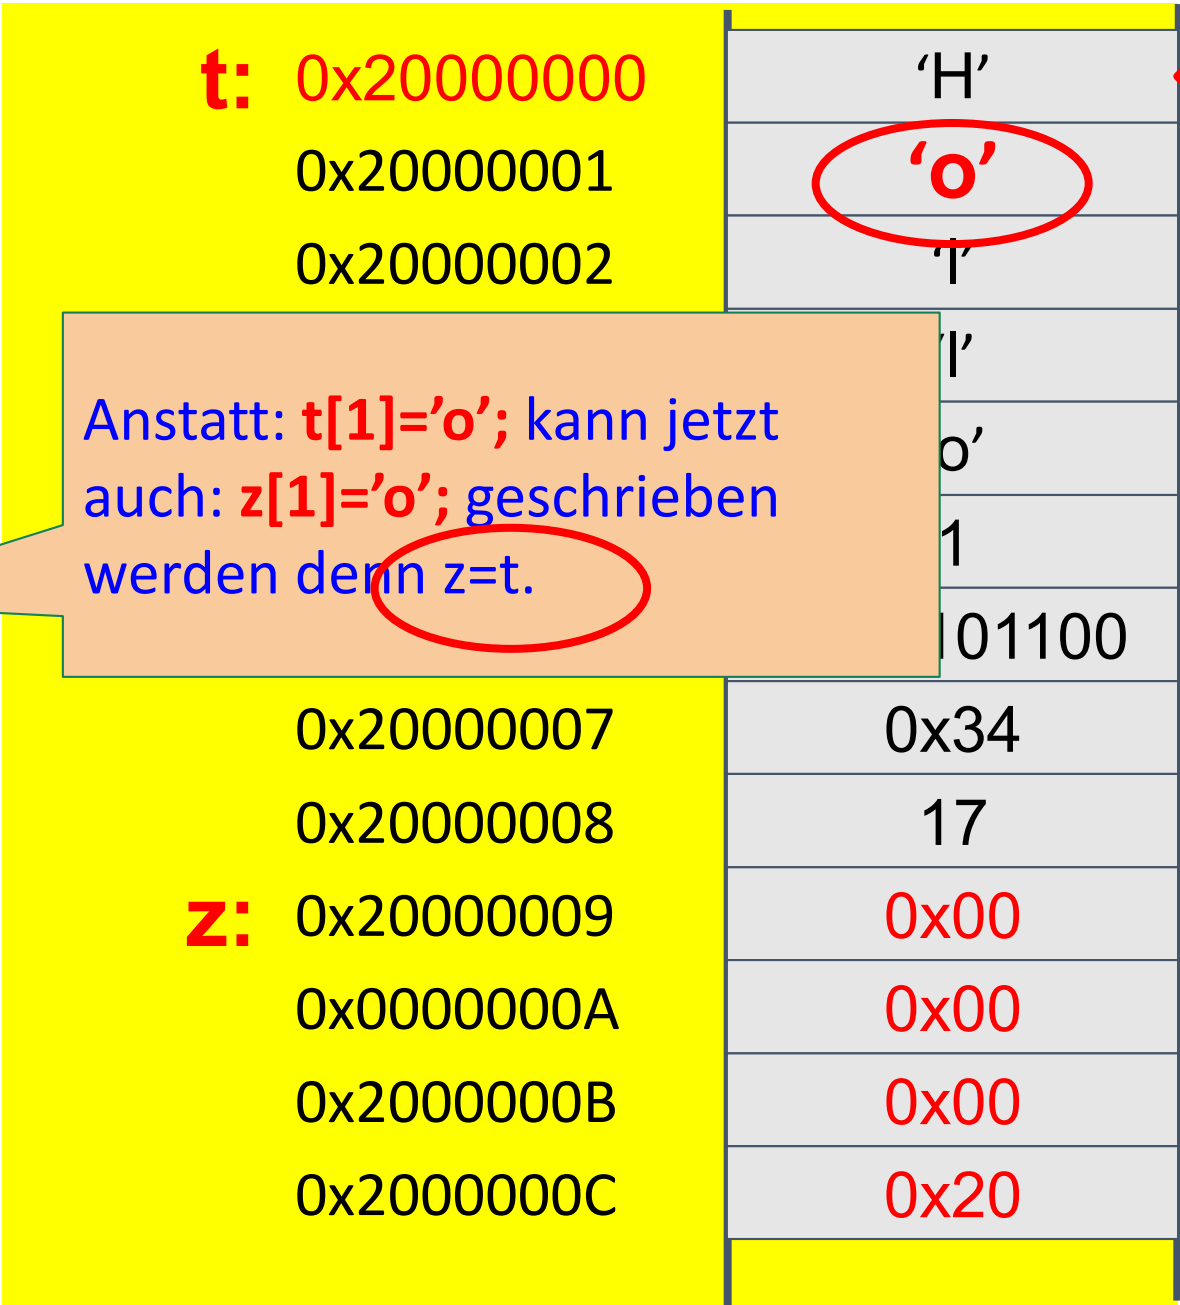 t: 0x20000000 ‘H’
0x20000001 ‘o’
0x20000002 ‘l’
‘l’
o’
Anstatt: t[1]=’o’; kann jetzt
auch: z[1]=’o’; geschrieben
werden denn z=t.
1
101100
0x20000007 0x34
0x20000008 17
z: 0x20000009 0x00
0x0000000A 0x00
0x2000000B 0x00
0x2000000C 0x20